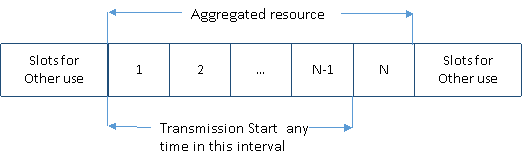 Aggregated resource
Slots for
Other use
1
2
...
N-1
N
Slots for
Other use
Transmission Start any
time in this interval